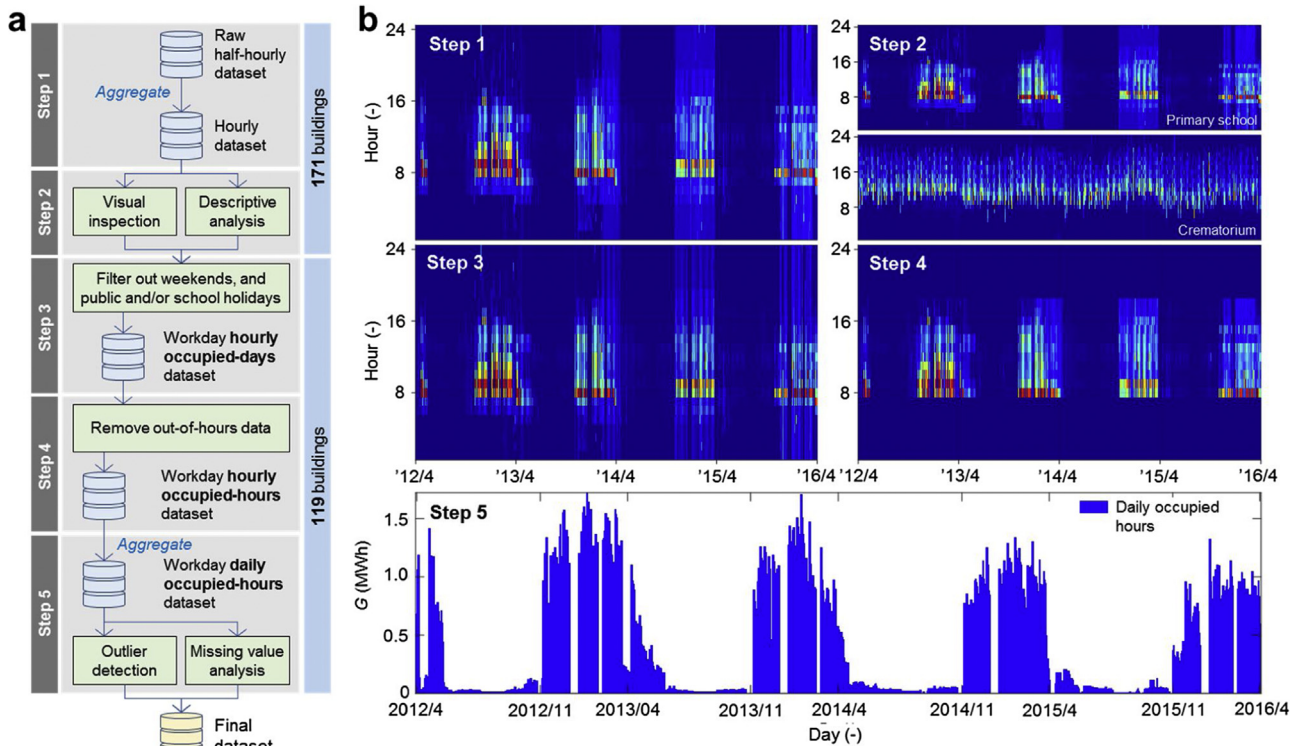 a
Step 1
Raw
half-hourly
dataset
Aggregate
Hourly
dataset
171 buildings
Step 2
Visual
inspection
Descriptive
analysis
Step 3
Filter out weekends, and
public and/or school holidays
Workday hourly
occupied-days
dataset
119 buildings
Step 4
Remove out-of-hours data
Workday hourly
occupied-hours
dataset
Step 5
Aggregate
Workday daily
occupied-hours
dataset
Outlier
detection
Missing value
analysis
Final
dataset
b
Step 1
24
16
8
Hour (-)
Step 2
24
16
8
Primary school
24
16
8
Crematorium
Step 3
24
16
8
Hour (-)
'12/4 '13/4 '14/4 '15/4 '16/4
Step 4
24
16
8
'12/4 '13/4 '14/4 '15/4 '16/4
Step 5
Daily occupied
hours
1.5
1.0
0.5
0
G (MWh)
2012/4 2012/11 2013/04 2013/11 2014/4 2014/11 2015/4 2015/11 2016/4
Day (-)